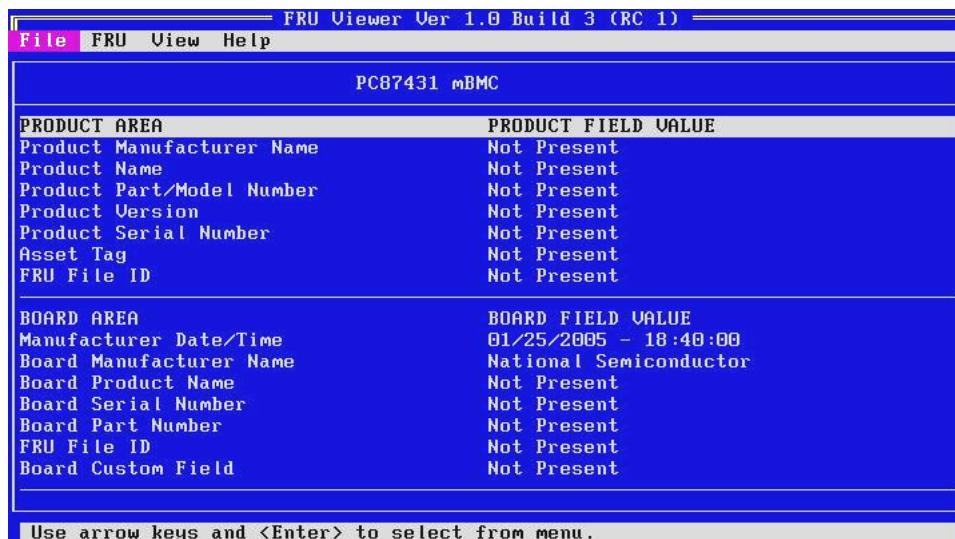 FRU Viewer Ver 1.0 Build 3 (RC 1)
File FRU View Help
PC87431 mBMC
PRODUCT AREA PRODUCT FIELD VALUE
Product Manufacturer Name Not Present
Product Name Not Present
Product Part/Model Number Not Present
Product Version Not Present
Product Serial Number Not Present
Asset Tag Not Present
FRU File ID Not Present
BOARD AREA BOARD FIELD VALUE
Manufacturer Date/Time 01/25/2005 - 18:40:00
Board Manufacturer Name National Semiconductor
Board Product Name Not Present
Board Serial Number Not Present
Board Part Number Not Present
FRU File ID Not Present
Board Custom Field Not Present
Use arrow keys and <Enter> to select from menu.